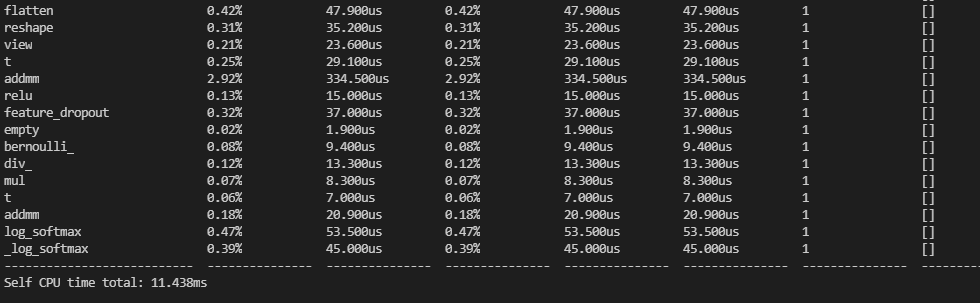 flatten 0.42% 47.900us 0.42% 47.900us 47.900us 1 []
reshape 0.31% 35.200us 0.31% 35.200us 35.200us 1 []
view 0.21% 23.600us 0.21% 23.600us 23.600us 1 []
t 0.25% 29.100us 0.25% 29.100us 29.100us 1 []
addmm 2.92% 334.500us 2.92% 334.500us 334.500us 1 []
relu 0.13% 15.000us 0.13% 15.000us 15.000us 1 []
feature_dropout 0.32% 37.000us 0.32% 37.000us 37.000us 1 []
empty 0.02% 1.900us 0.02% 1.900us 1.900us 1 []
bernoulli_ 0.08% 9.400us 0.08% 9.400us 9.400us 1 []
div_ 0.12% 13.300us 0.12% 13.300us 13.300us 1 []
mul 0.07% 8.300us 0.07% 8.300us 8.300us 1 []
t 0.06% 7.000us 0.06% 7.000us 7.000us 1 []
addmm 0.18% 20.900us 0.18% 20.900us 20.900us 1 []
log_softmax 0.47% 53.500us 0.47% 53.500us 53.500us 1 []
_log_softmax 0.39% 45.000us 0.39% 45.000us 45.000us 1 []
--------------------------- --------------- --------------- --------------- --------------- --------------- --------------- --------
Self CPU time total: 11.438ms